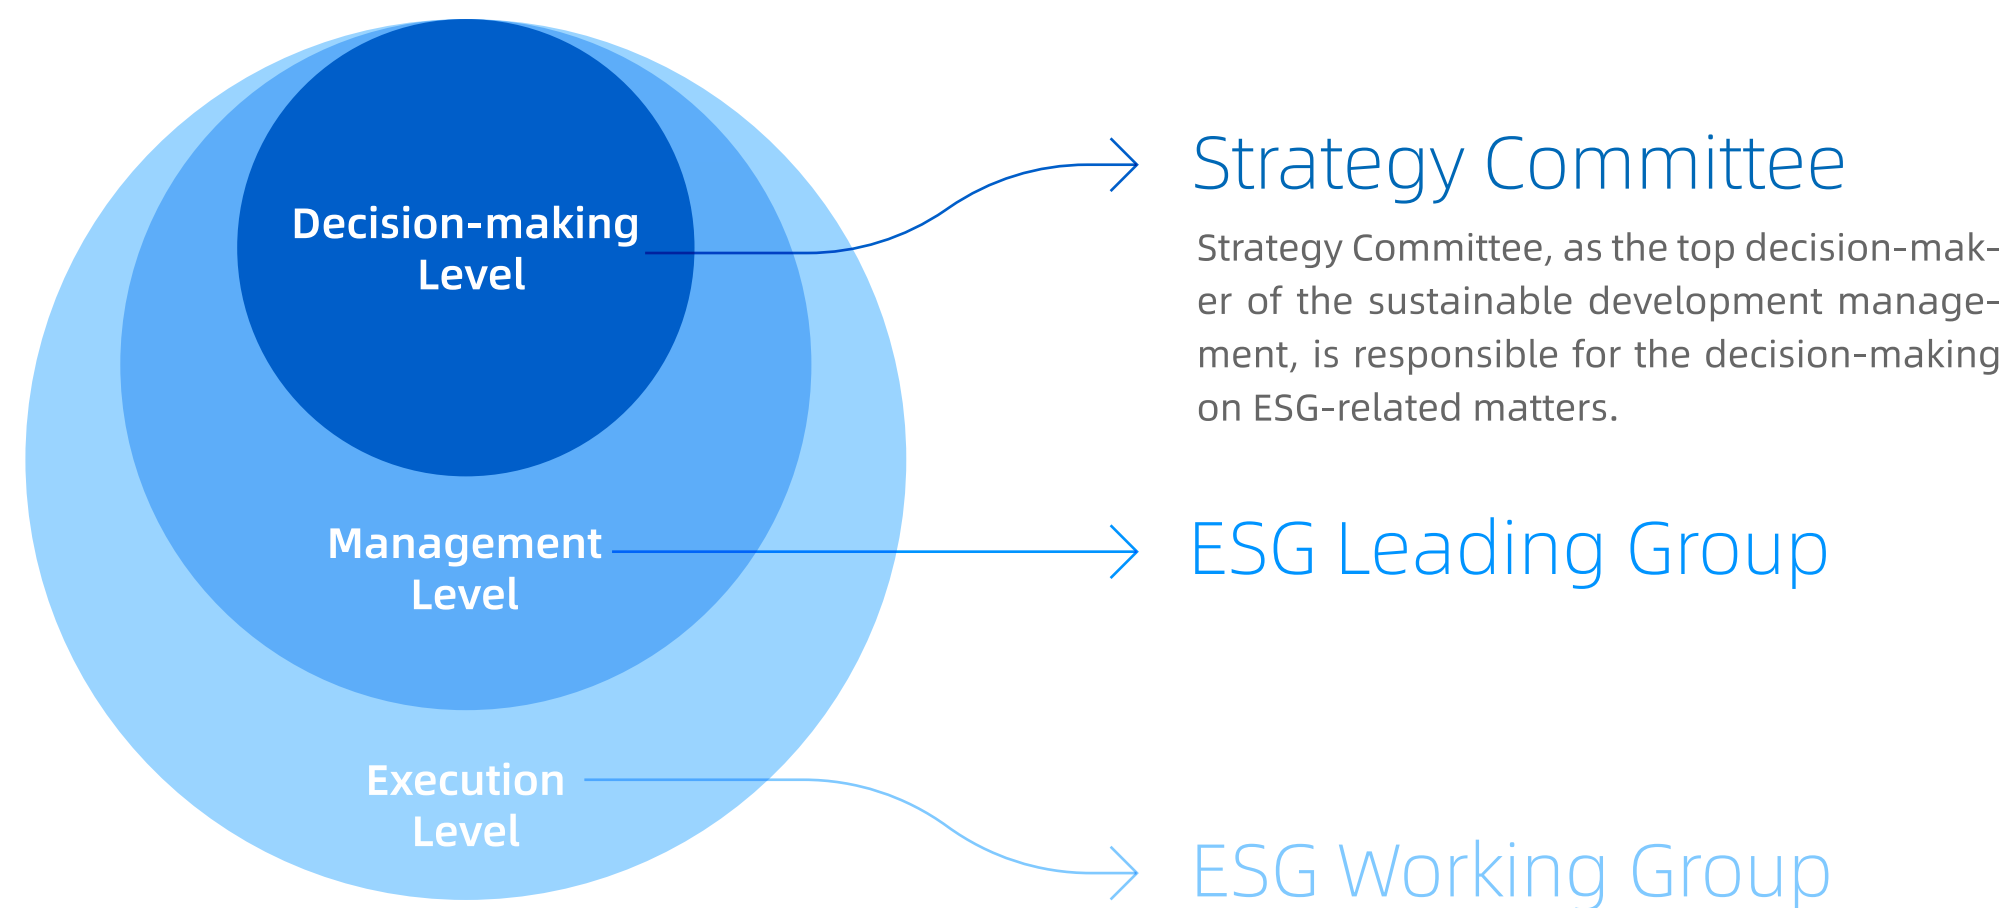 Decision-making
Level
Strategy Committee
Strategy Committee, as the top decision-mak-
er of the sustainable development manage-
ment, is responsible for the decision-making
on ESG-related matters.
Management
Level
ESG Leading Group
Execution
Level
ESG Working Group